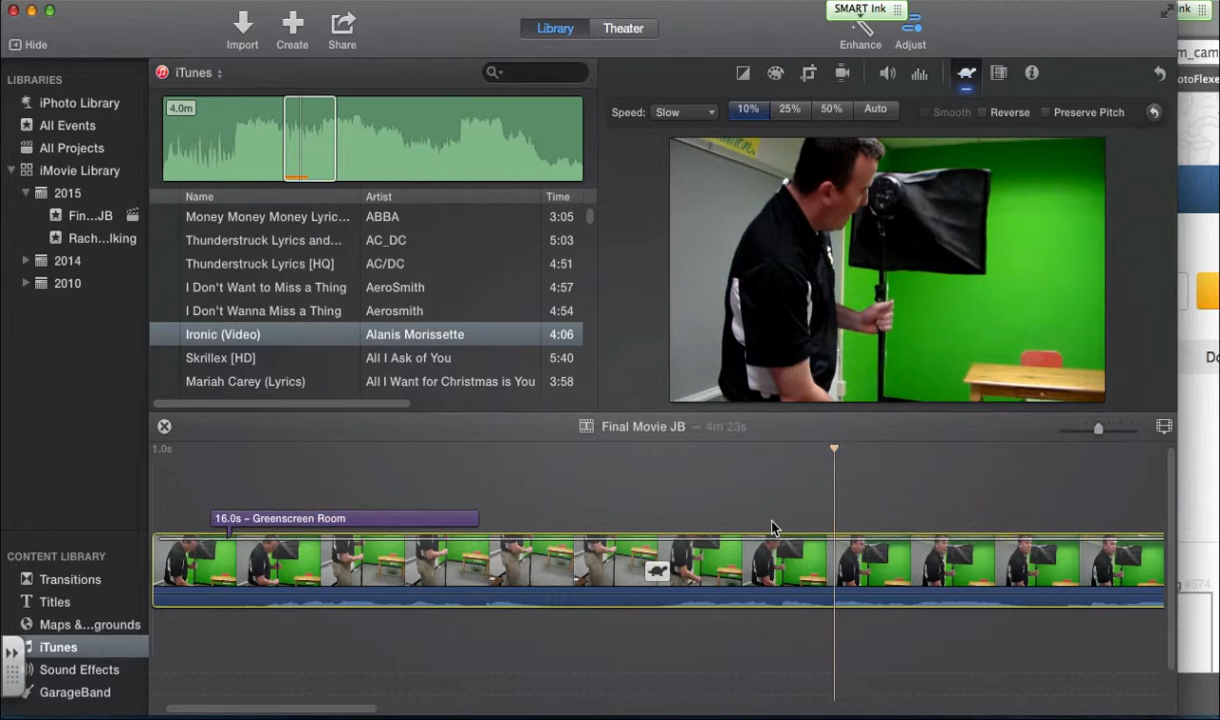 SMART Ink
nk
Import
Create
Share
Library
Theater
Enhance
Adjust
Hide
m_cam
LIBRARIES
iPhoto Library
All Events
All Projects
iMovie Library
2015
Fin...JB
Rach...lking
2014
2010
iTunes
4.0m
Name Artist Time
Money Money Money Lyric... ABBA 3:05
Thunderstruck Lyrics and... AC_DC 5:03
Thunderstruck Lyrics [HQ] AC/DC 4:51
I Don't Want to Miss a Thing AeroSmith 4:57
I Don't Wanna Miss a Thing Aerosmith 4:54
Ironic (Video) Alanis Morissette 4:06
Skrillex [HD] All I Ask of You 5:40
Mariah Carey (Lyrics) All I Want for Christmas is You 3:58
Speed: Slow 10% 25% 50% Auto Smooth Reverse Preserve Pitch
otoFlexe
Do
Final Movie JB – 4m 23s
1.0s
16.0s – Greenscreen Room
CONTENT LIBRARY
Transitions
Titles
Maps &...grounds
iTunes
Sound Effects
GarageBand
#574